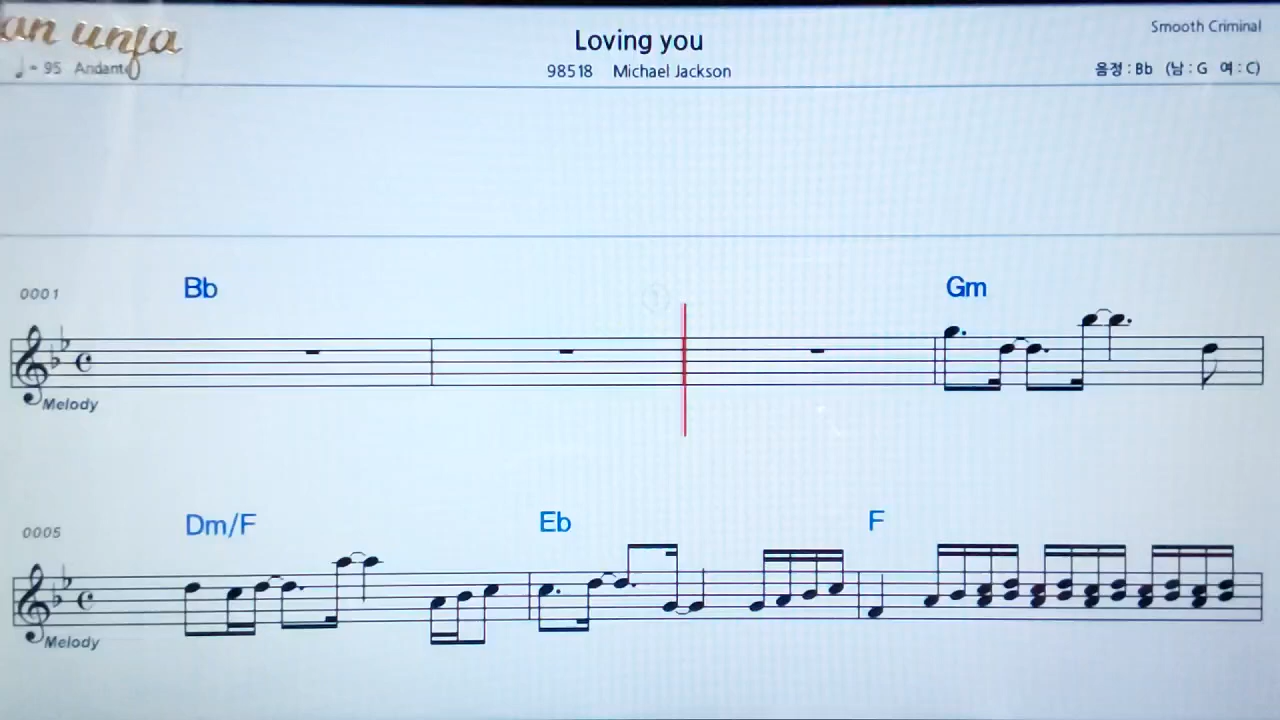 Loving you
Smooth Criminal
♩ = 95 Andante
98518 Michael Jackson
음정 : Bb (남 : G 여 : C)
0001
Bb
Gm
Melody
0005
Dm/F
Eb
F
Melody